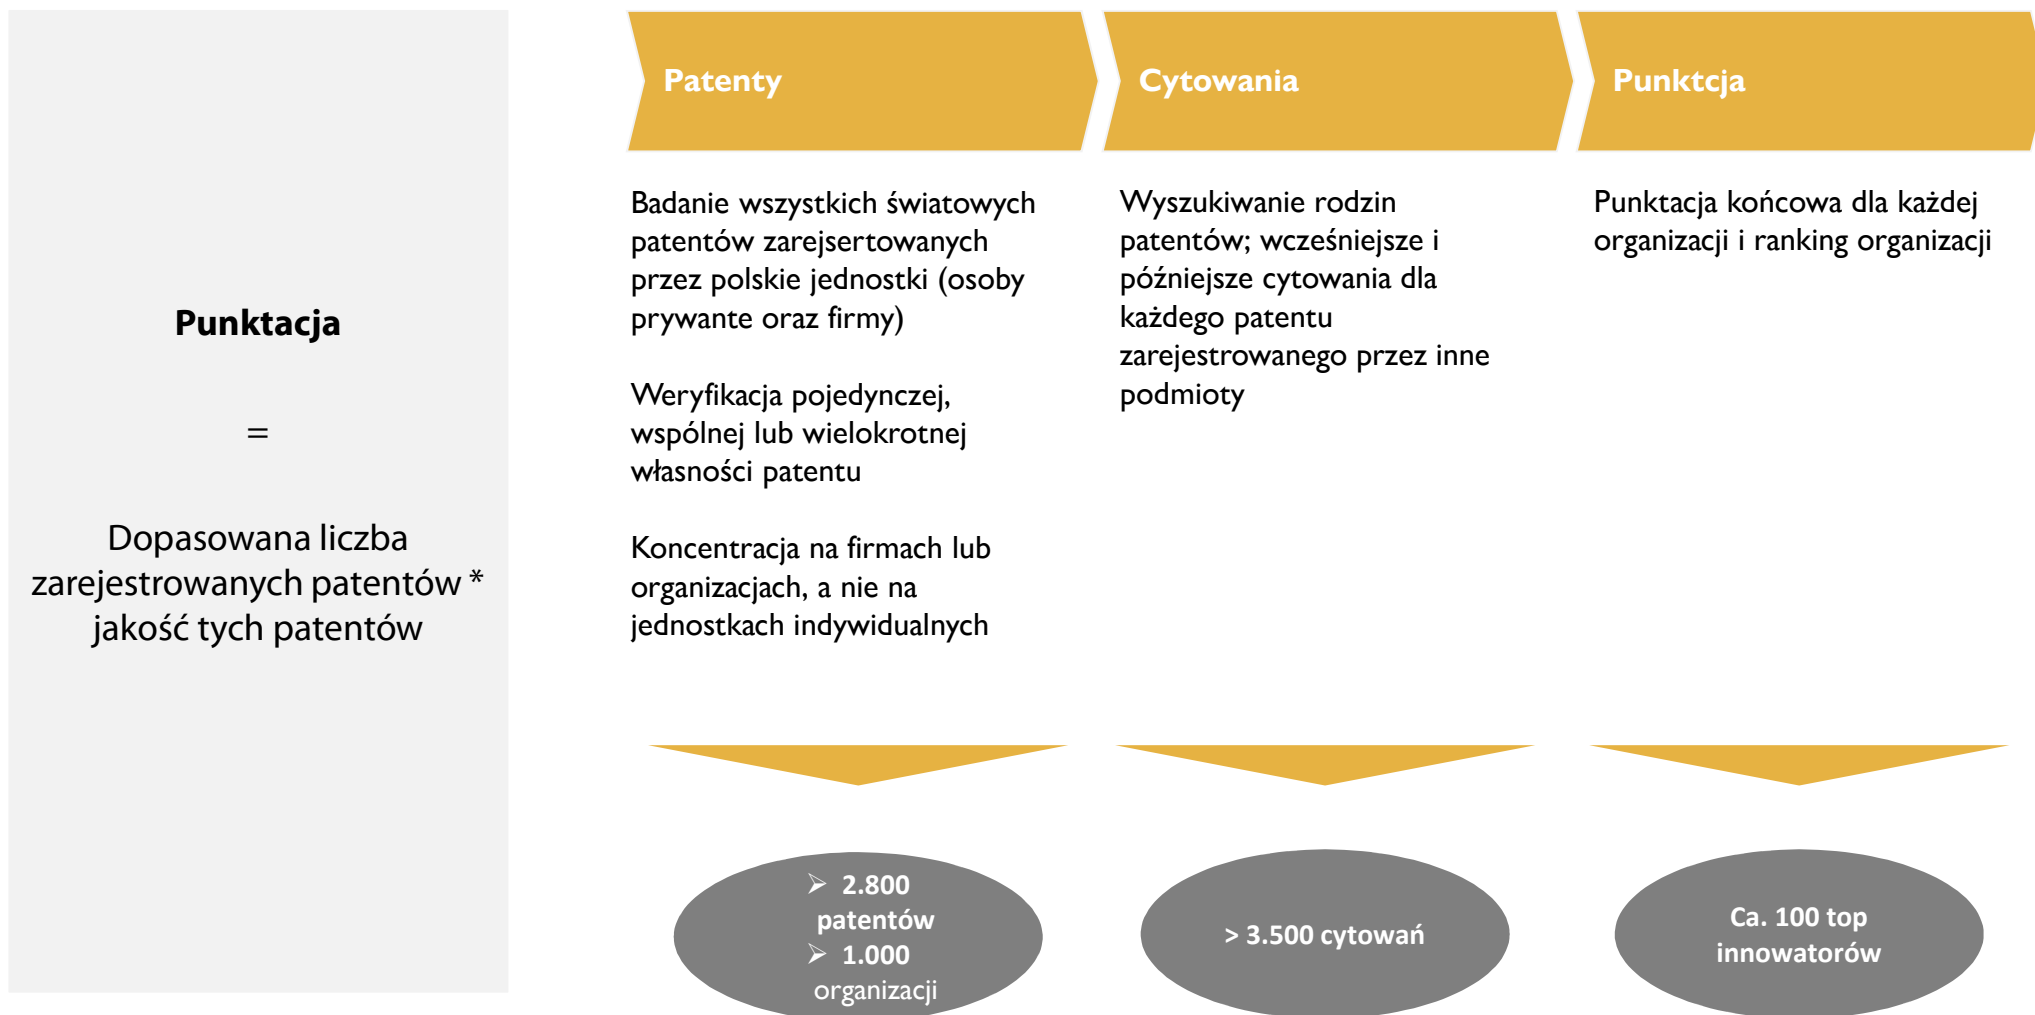 Punktacja
=
Dopasowana liczba
zarejestrowanych patentów *
jakość tych patentów
Patenty
Badanie wszystkich światowych
patentów zarejsertowanych
przez polskie jednostki (osoby
prywante oraz firmy)
Weryfikacja pojedynczej,
wspólnej lub wielokrotnej
własności patentu
Koncentracja na firmach lub
organizacjach, a nie na
jednostkach indywidualnych
➢ 2.800
patentów
➢ 1.000
organizacji
Cytowania
Wyszukiwanie rodzin
patentów; wcześniejsze i
późniejsze cytowania dla
każdego patentu
zarejestrowanego przez inne
podmioty
> 3.500 cytowań
Punktcja
Punktacja końcowa dla każdej
organizacji i ranking organizacji
Ca. 100 top
innowatorów